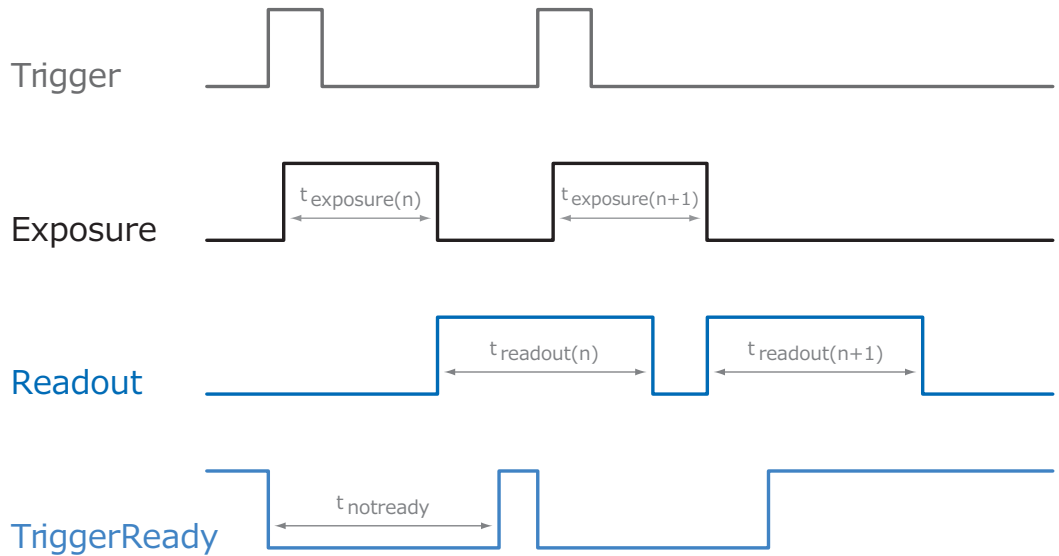 Trigger
Exposure
t exposure(n)
t exposure(n+1)
Readout
t readout(n)
t readout(n+1)
TriggerReady
t notready